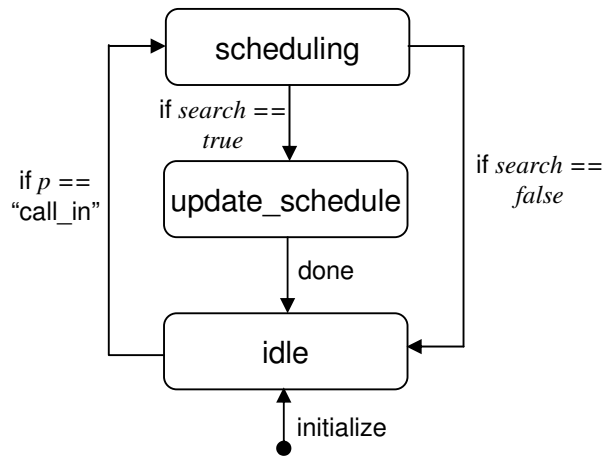 scheduling
if search ==
true
if p ==
“call_in”
if search ==
false
update_schedule
done
idle
initialize